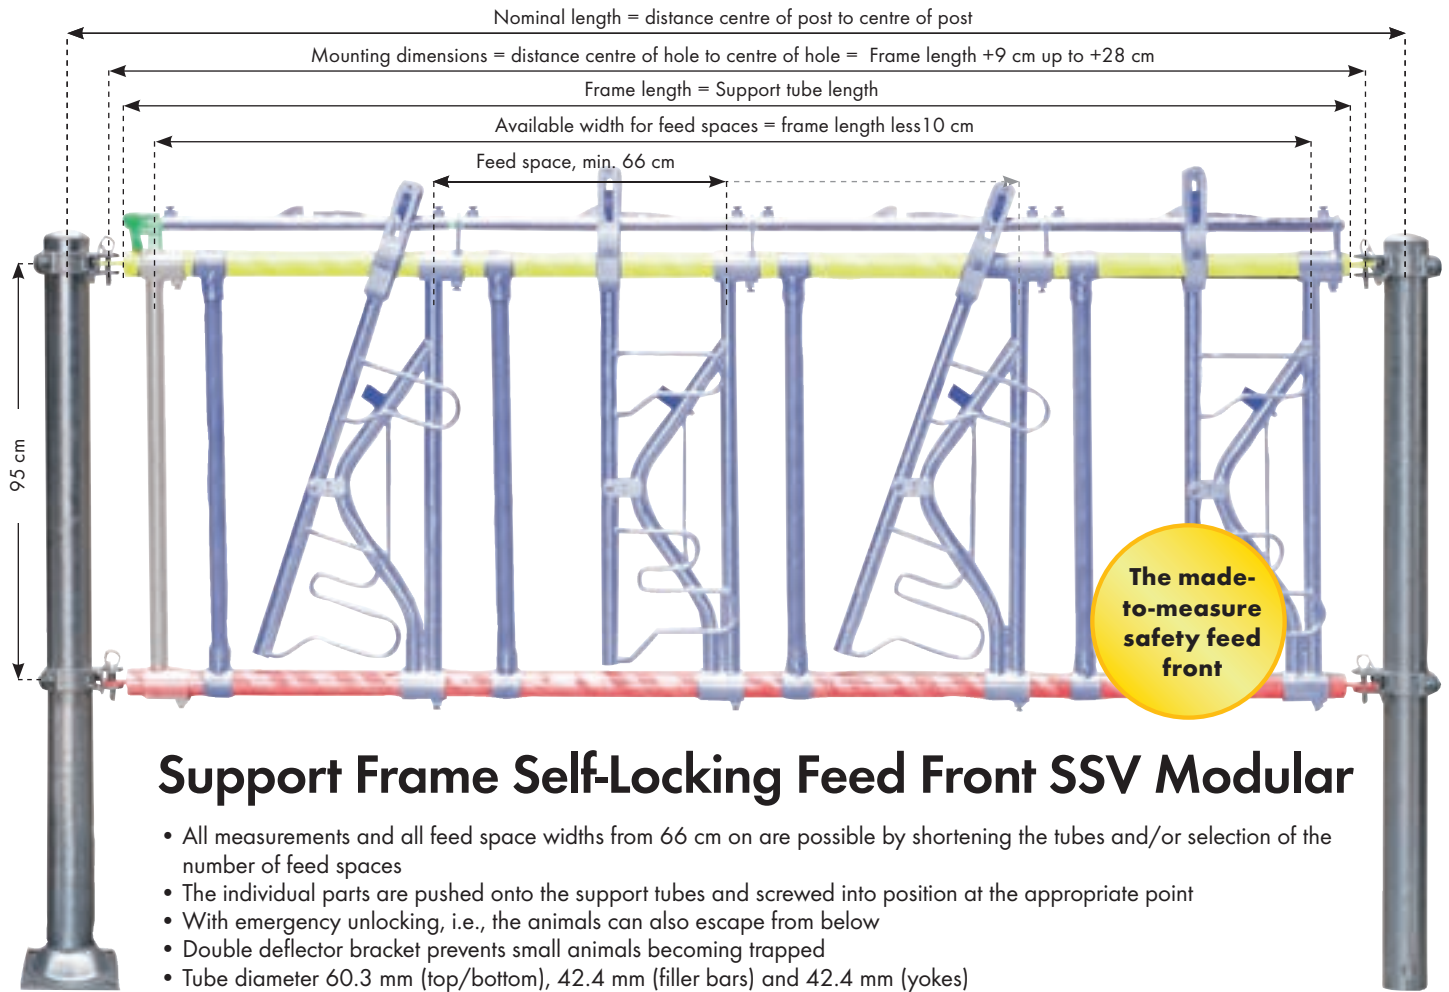 Nominal length = distance centre of post to centre of post
Mounting dimensions = distance centre of hole to centre of hole = Frame length +9 cm up to +28 cm
Frame length = Support tube length
Available width for feed spaces = frame length less10 cm
Feed space, min. 66 cm
95 cm
The made-
to-measure
safety feed
front
Support Frame Self-Locking Feed Front SSV Modular
• All measurements and all feed space widths from 66 cm on are possible by shortening the tubes and/or selection of the
number of feed spaces
• The individual parts are pushed onto the support tubes and screwed into position at the appropriate point
• With emergency unlocking, i.e., the animals can also escape from below
• Double deflector bracket prevents small animals becoming trapped
• Tube diameter 60.3 mm (top/bottom), 42.4 mm (filler bars) and 42.4 mm (yokes)